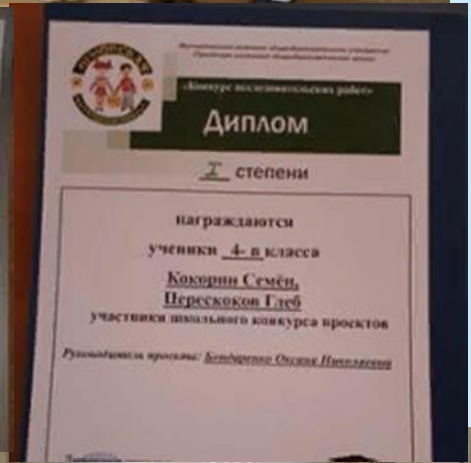 «Конкурс исследовательских работ»
Диплом
I степени
награждаются
ученики 4- в класса
Кокорин Семён,
Перескоков Глеб
участники школьного конкурса проектов
Руководитель проекта: Бондаренко Оксана Николаевна